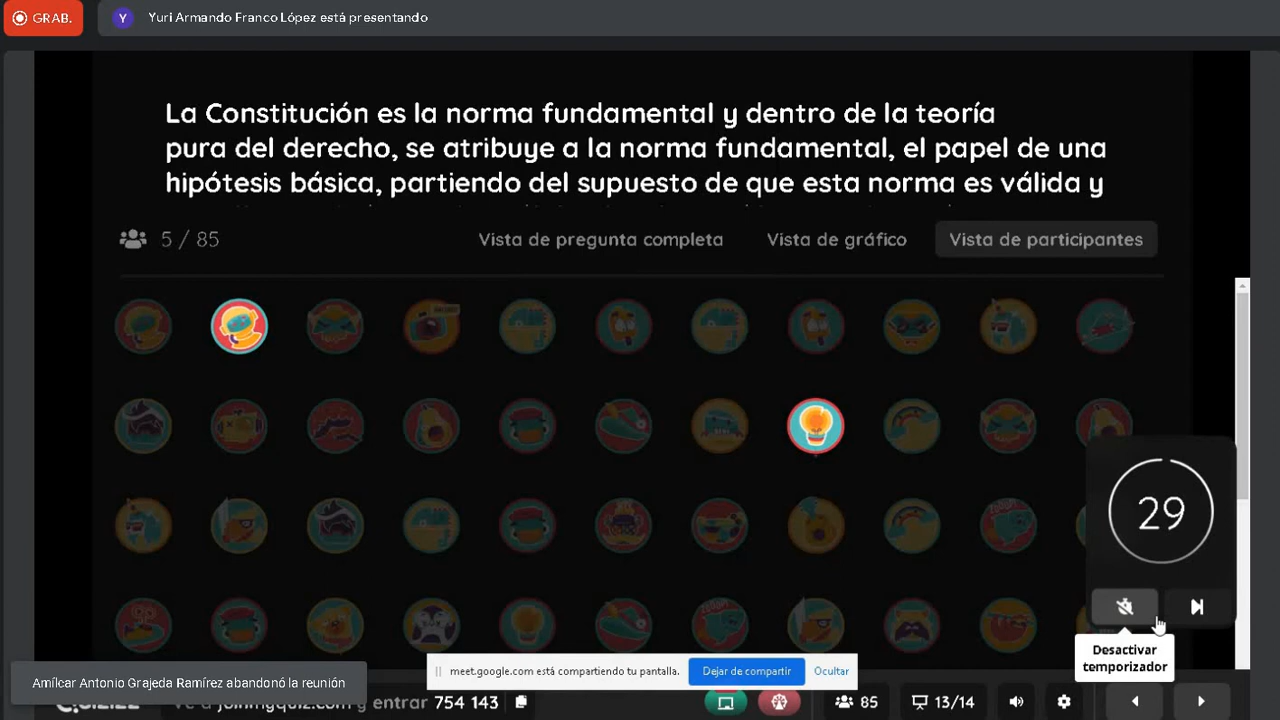 GRAB.
Y Yuri Armando Franco López está presentando
La Constitución es la norma fundamental y dentro de la teoría
pura del derecho, se atribuye a la norma fundamental, el papel de una
hipótesis básica, partiendo del supuesto de que esta norma es válida y
5 / 85
Vista de pregunta completa
Vista de gráfico
Vista de participantes
29
Desactivar
temporizador
meet.google.com está compartiendo tu pantalla.
Dejar de compartir
Ocultar
Amílcar Antonio Grajeda Ramírez abandonó la reunión
entrar 754 143
85
13/14